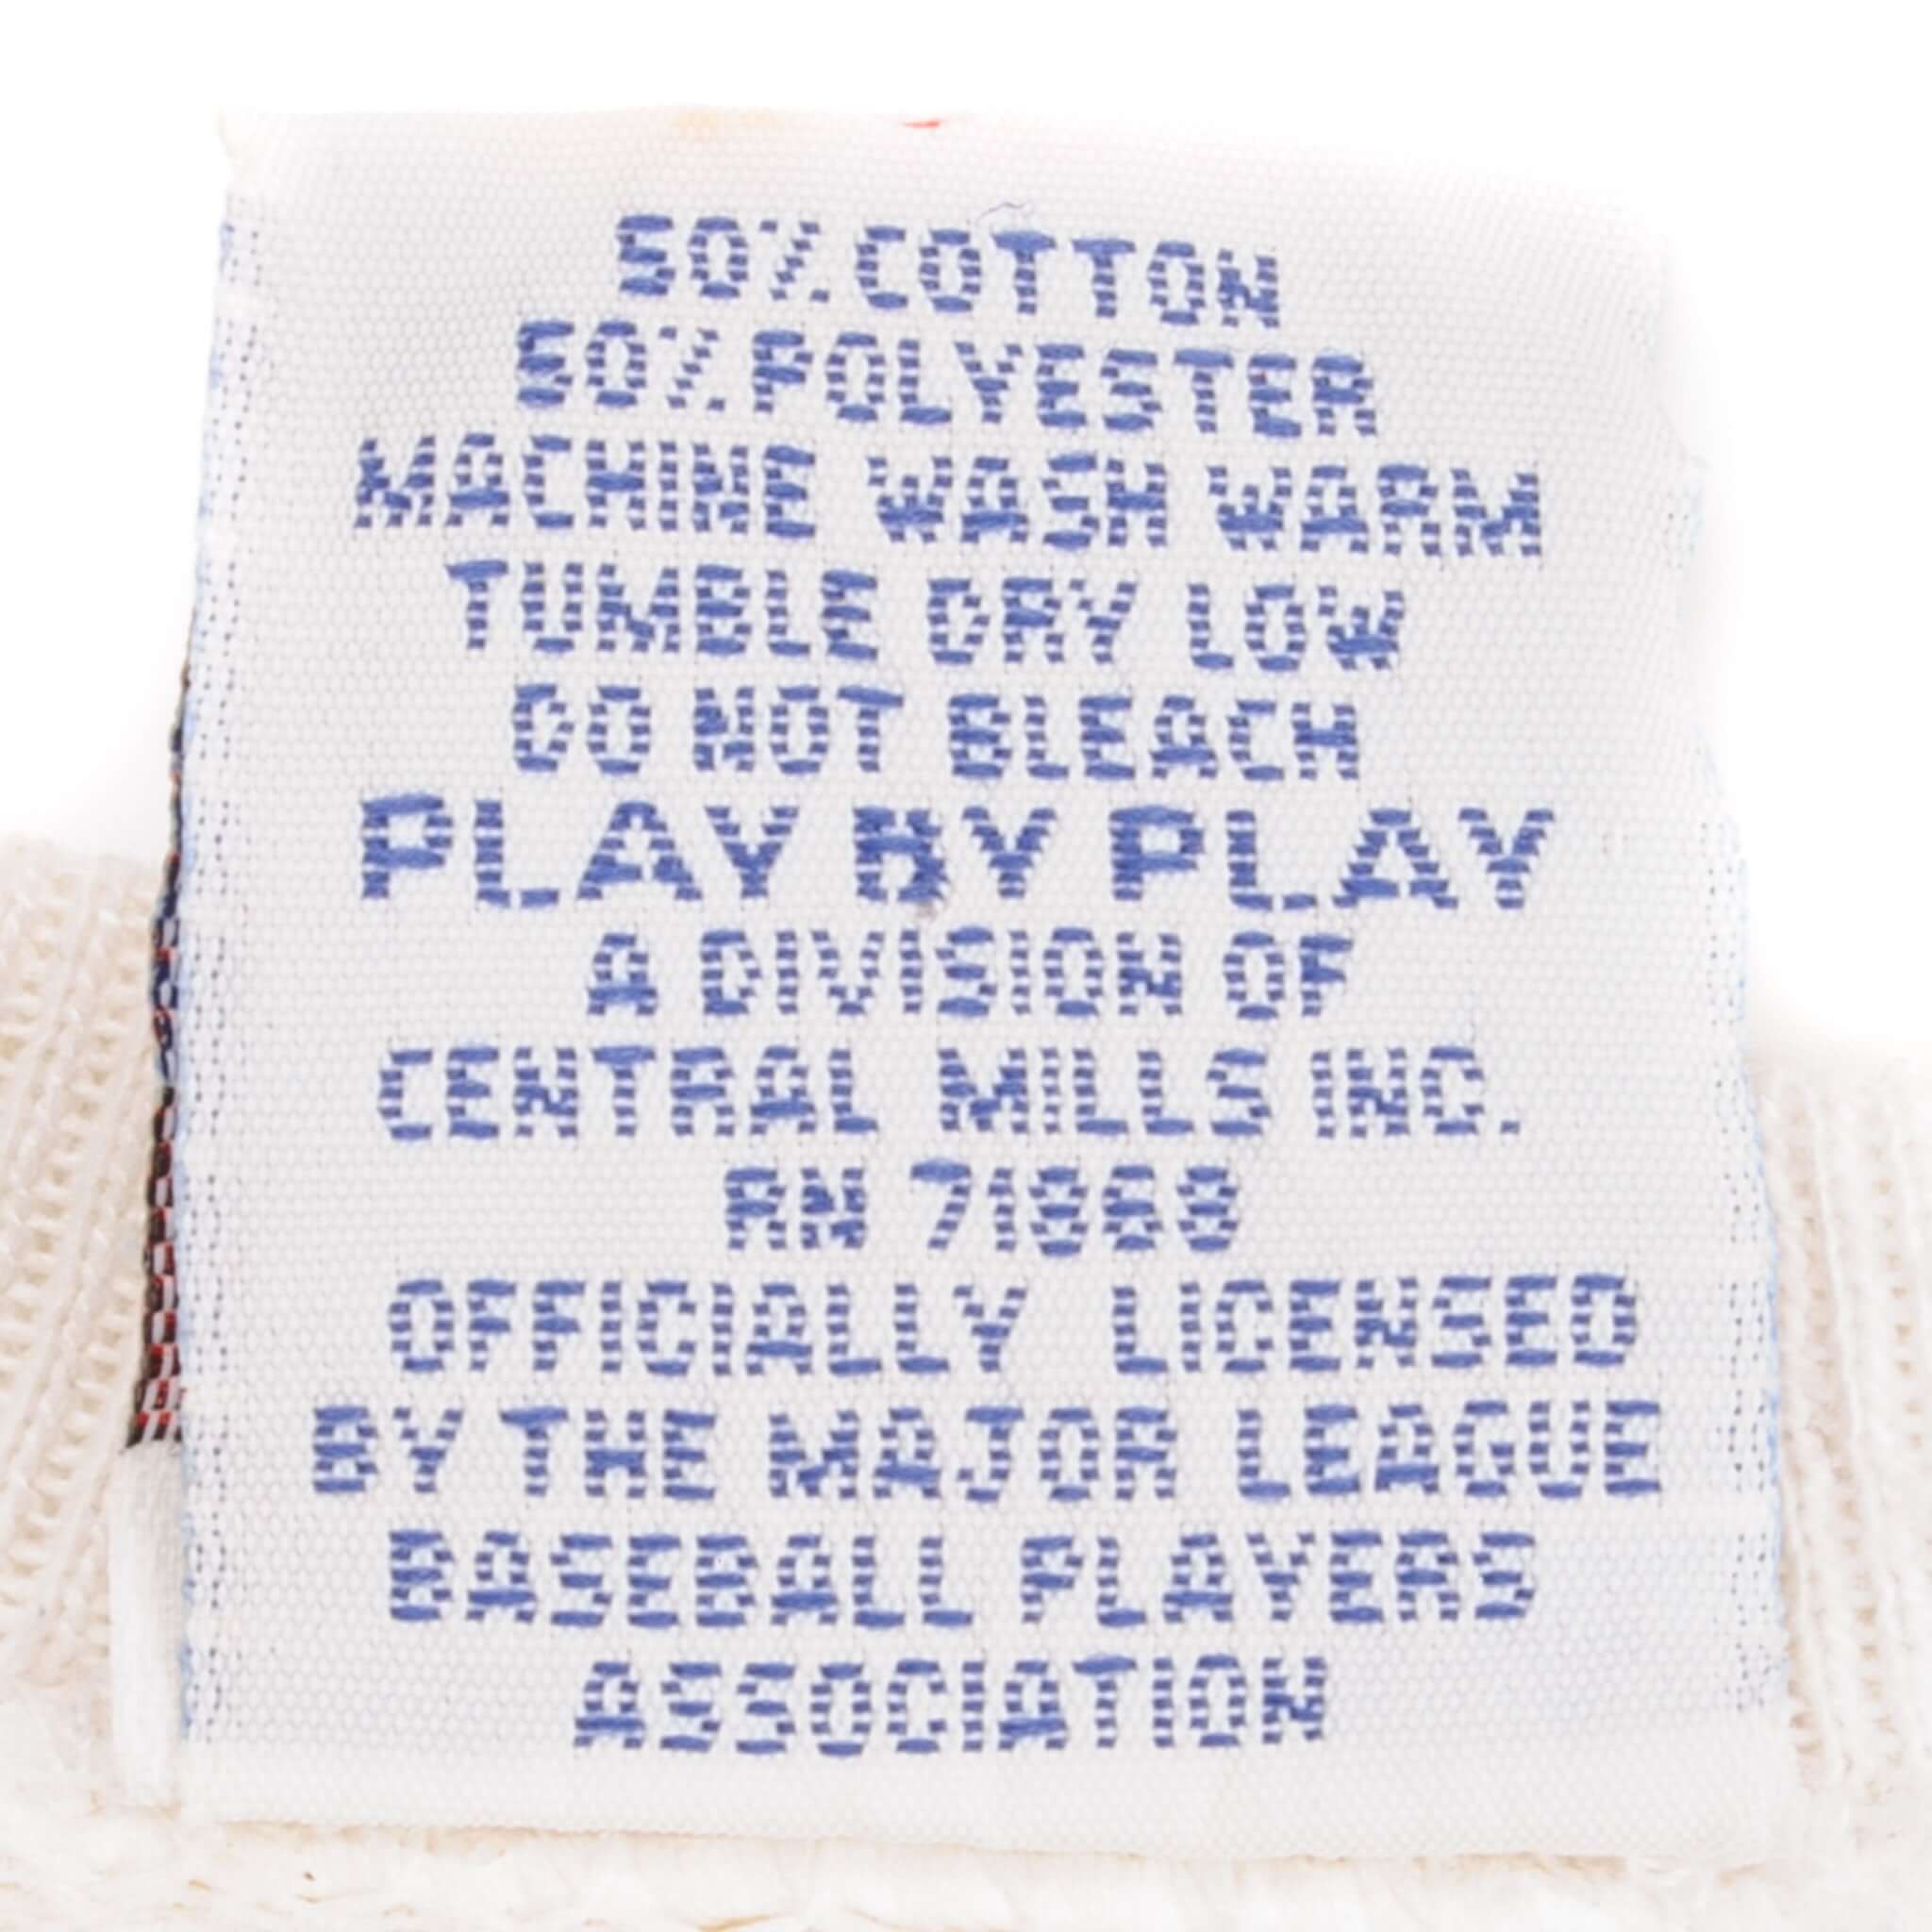 50% COTTON
50% POLYESTER
MACHINE WASH WARM
TUMBLE DRY LOW
DO NOT BLEACH
PLAY BY PLAY
A DIVISION OF
CENTRAL MILLS INC.
RN 71868
OFFICIALLY LICENSED
BY THE MAJOR LEAGUE
BASEBALL PLAYERS
ASSOCIATION